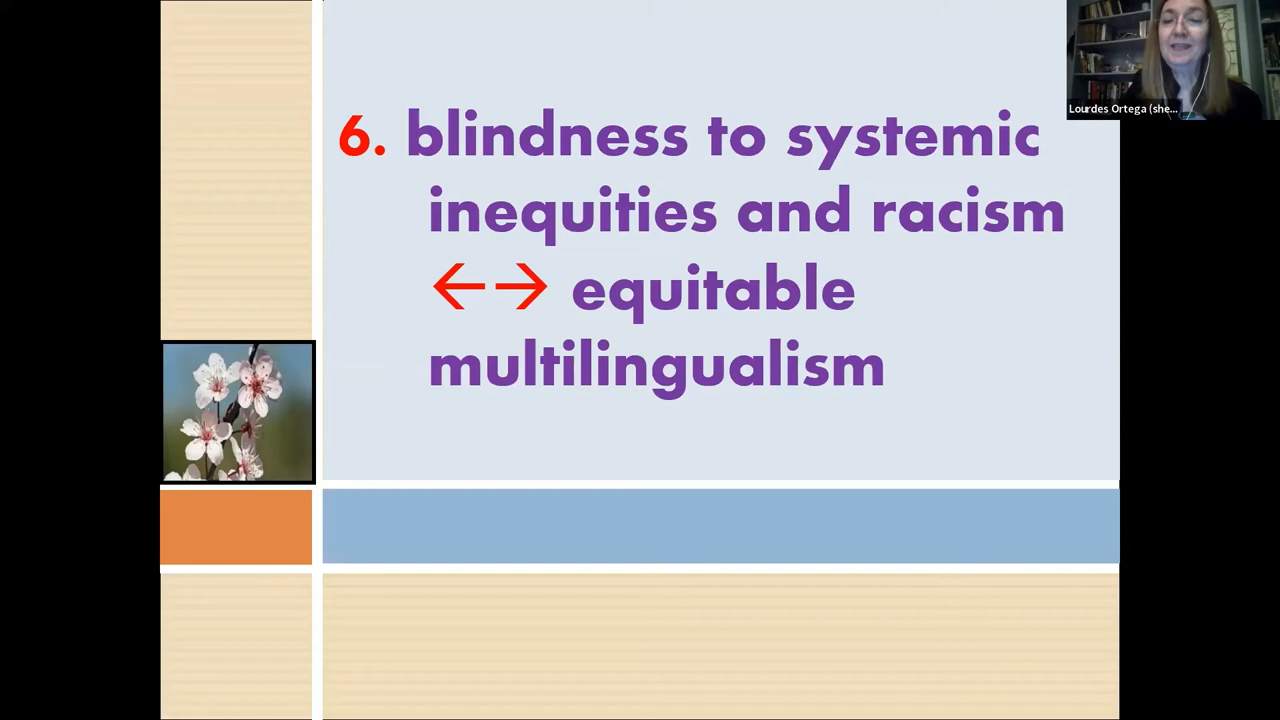 Lourdes Ortega (she...
6. blindness to systemic
inequities and racism
←→ equitable
multilingualism